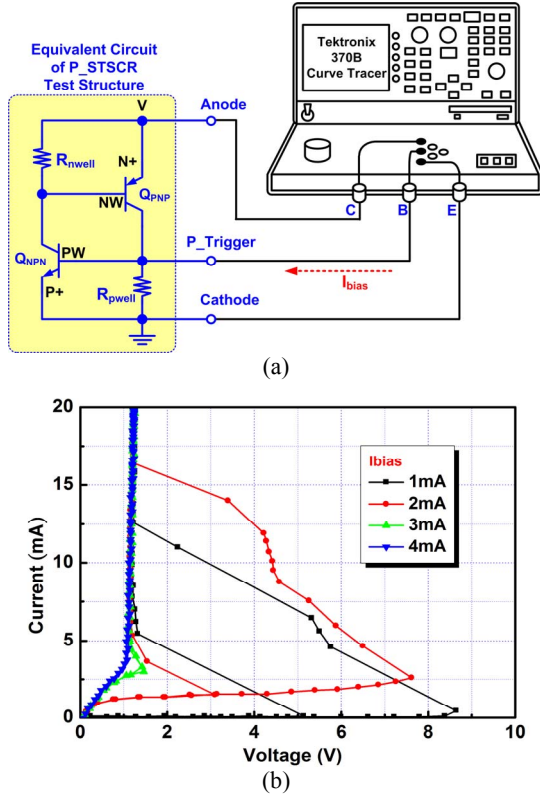 Equivalent Circuit
of P_STSCR
Test Structure
V
Anode
Rnwell
N+
QPNP
NW
QNPN
PW
P_Trigger
P+
Rpwell
Cathode
Ibias
Tektronix
370B
Curve Tracer
C
B
E
(a)
Current (mA)
20
15
10
5
0
Ibias
1mA
2mA
3mA
4mA
0
2
4
6
8
10
Voltage (V)
(b)